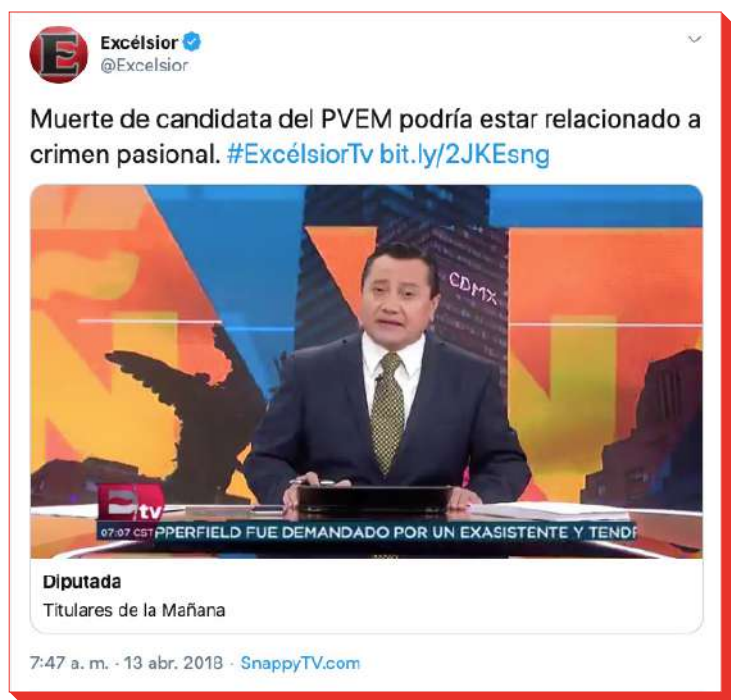 Excélsior
@Excelsior
Muerte de candidata del PVEM podría estar relacionado a
crimen pasional. #ExcélsiorTv bit.ly/2JKEsng
CDMX
tv
07:07 CST PPERFIELD FUE DEMANDADO POR UN EXASISTENTE Y TENDR
Diputada
Titulares de la Mañana
7:47 a. m. · 13 abr. 2018 · SnappyTV.com